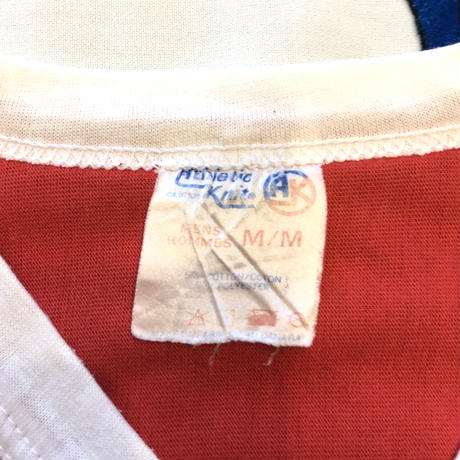 Athletic
Knit ®
AK
MENS
HOMMES M/M
50% COTTON/COTON
POLYESTER